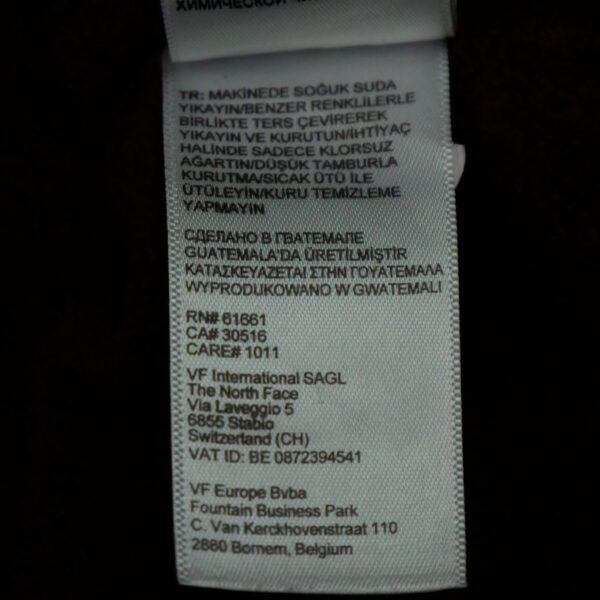 ХИМИЧЕСКОЙ
TR: MAKİNEDE SOĞUK SUDA
YIKAYIN/BENZER RENKLILERLE
BİRLİKTE TERS ÇEVİREREK
YIKAYIN VE KURUTUN/İHTİYAÇ
HALİNDE SADECE KLORSUZ
AĞARTIN/DÜŞÜK TAMBURLA
KURUTMA/SICAK ÜTÜ İLE
ÜTÜLEYİN/KURU TEMİZLEME
YAPMAYIN
СДЕЛАНО В ГВАТЕМАЛЕ
GUATEMALA'DA ÜRETİLMİŞTİR
ΚΑΤΑΣΚΕΥΑΖΕΤΑΙ ΣΤΗΝ ΓΟΥΑΤΕΜΑΛΑ
WYPRODUKOWANO W GWATEMALI
RN# 61661
CA# 30516
CARE# 1011
VF International SAGL
The North Face
Via Laveggio 5
6855 Stabio
Switzerland (CH)
VAT ID: BE 0872394541
VF Europe Bvba
Fountain Business Park
C. Van Kerckhovenstraat 110
2880 Bornem, Belgium